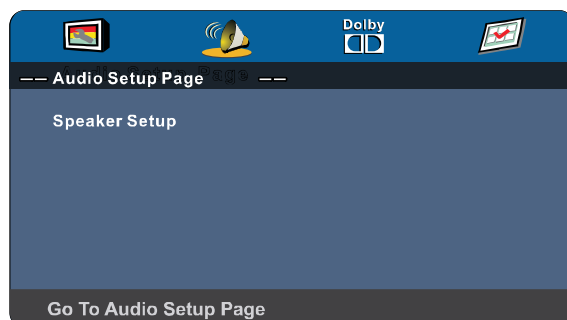 Dolby
—— Audio Setup Page ——
Speaker Setup
Go To Audio Setup Page